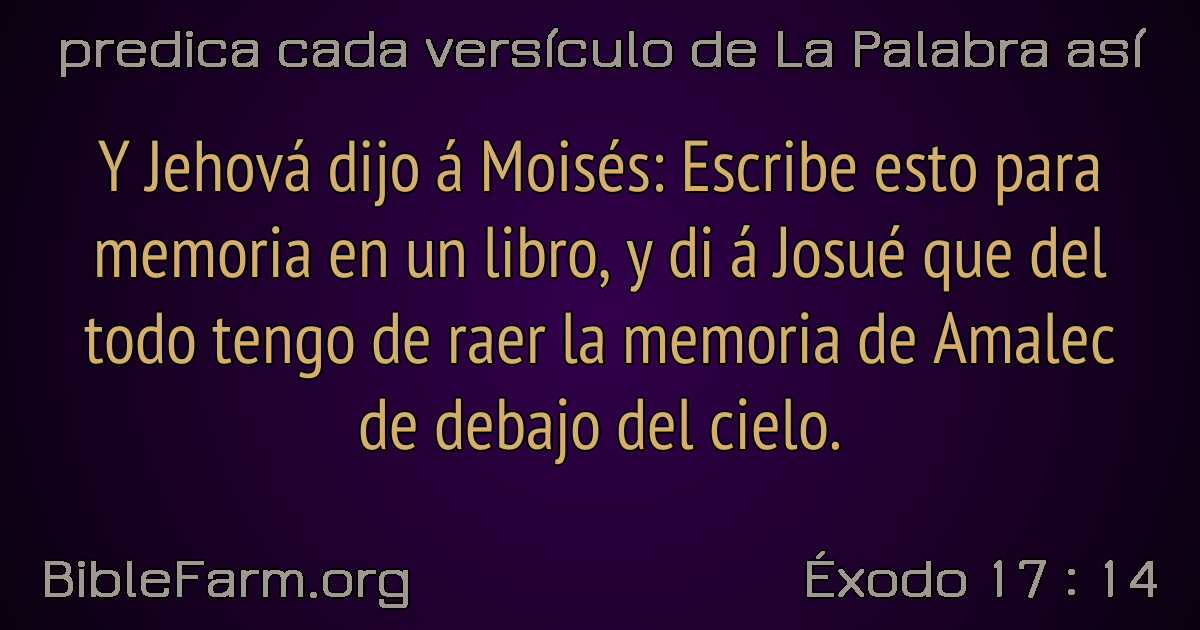 predica cada versículo de La Palabra así
Y Jehová dijo á Moisés: Escribe esto para
memoria en un libro, y di á Josué que del
todo tengo de raer la memoria de Amalec
de debajo del cielo.
BibleFarm.org
Éxodo 17 : 14